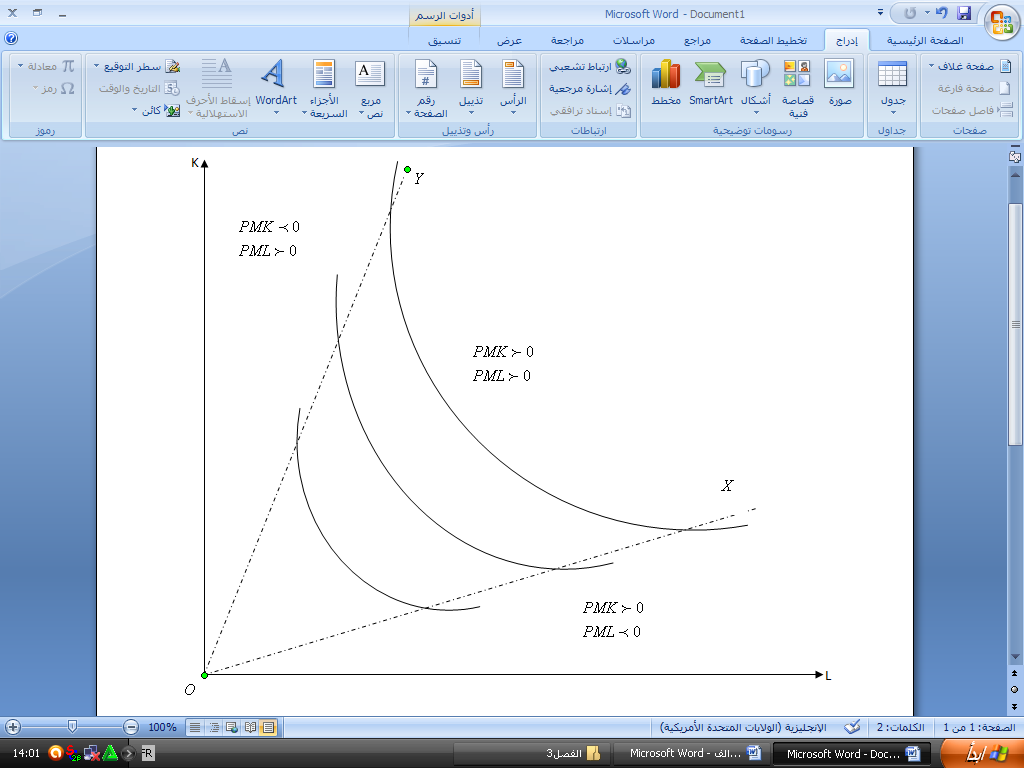 أدوات الرسم
Microsoft Word - Document1
الصفحة الرئيسية
إدراج
تخطيط الصفحة
مراجع
مراسلات
مراجعة
عرض
تنسيق
صفحة غلاف
صفحة فارغة
فاصل صفحات
صفحات
جدول
جداول
صورة
قصاصة فنية
أشكال
SmartArt
مخطط
رسومات توضيحية
ارتباط تشعبي
إشارة مرجعية
إسناد ترافقي
ارتباطات
الرأس
تذييل
رقم الصفحة
رأس وتذييل
مربع نص
الأجزاء السريعة
WordArt
إسقاط الأحرف الاستهلالية
سطر التوقيع
التاريخ والوقت
كائن
نص
π معادلة
Ω رمز
رموز
K
Y
PMK ≺ 0
PML ≻ 0
PMK ≻ 0
PML ≻ 0
X
PMK ≻ 0
PML ≺ 0
L
O
الصفحة: 1 من 1
الكلمات: 2
الإنجليزية (الولايات المتحدة الأمريكية)
100%
ابدأ
Microsoft Word - Doc...
Microsoft Word - الف...
الفصل3
FR
14:01